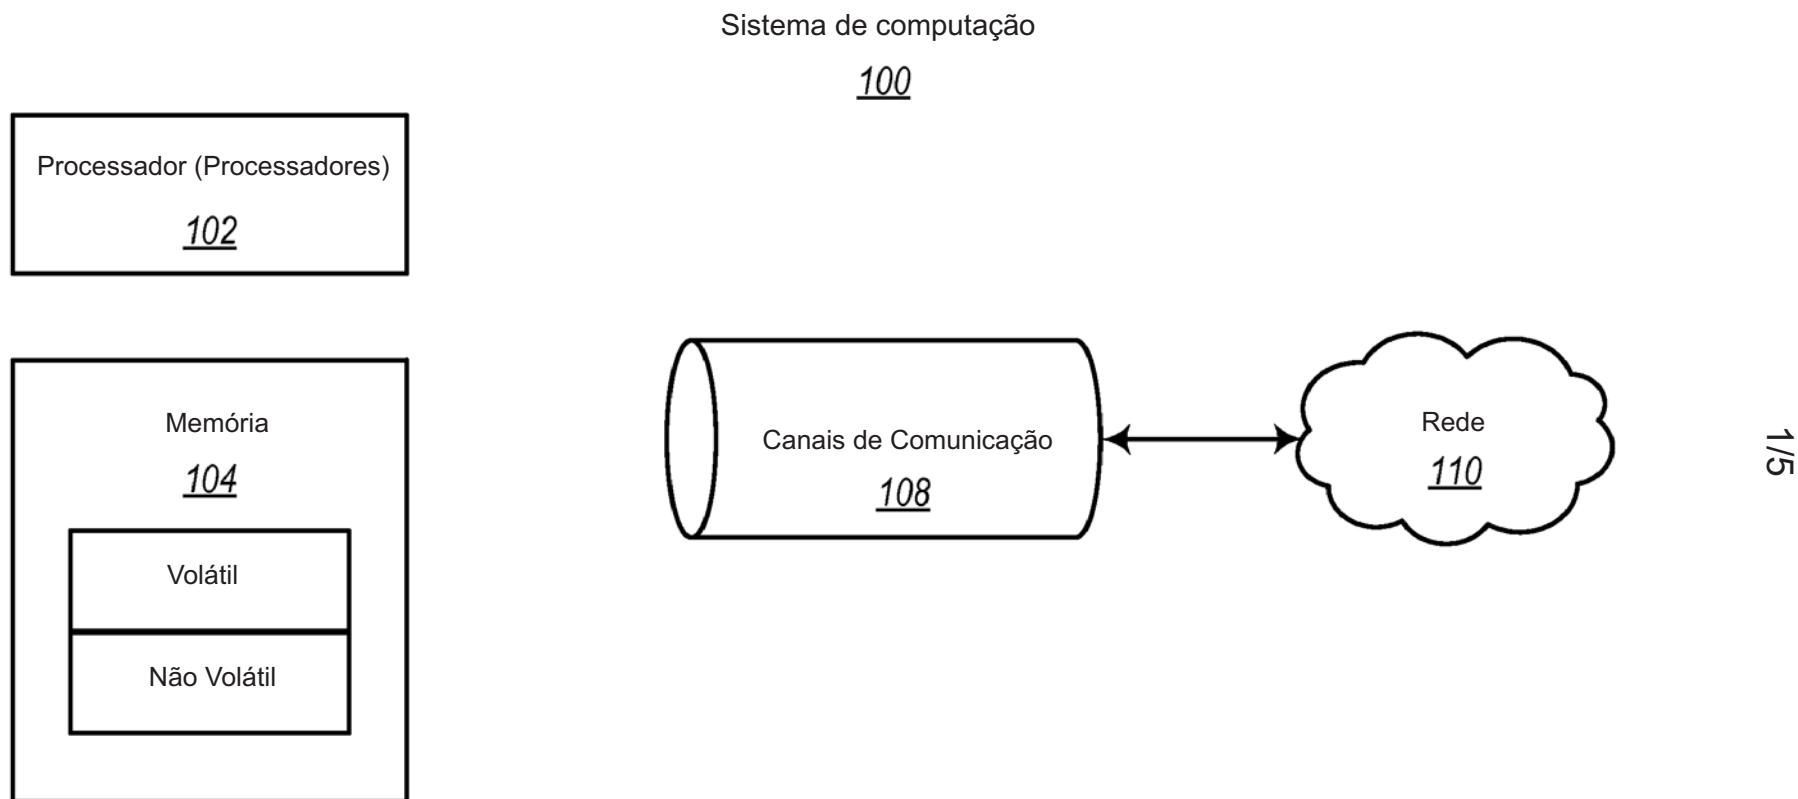 Sistema de computação
100
Processador (Processadores)
102
Memória
104
Volátil
Não Volátil
Canais de Comunicação
108
Rede
110
1/5